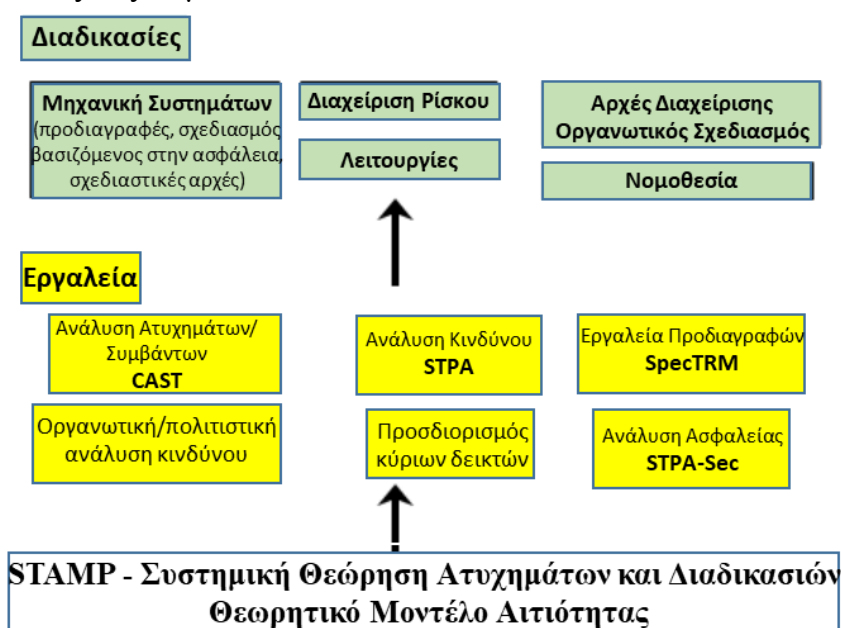 Διαδικασίες
Μηχανική Συστημάτων
(προδιαγραφές, σχεδιασμός
βασιζόμενος στην ασφάλεια,
σχεδιαστικές αρχές)
Διαχείριση Ρίσκου
Λειτουργίες
Αρχές Διαχείρισης
Οργανωτικός Σχεδιασμός
Νομοθεσία
Εργαλεία
Ανάλυση Ατυχημάτων/
Συμβάντων
CAST
Ανάλυση Κινδύνου
STPA
Εργαλεία Προδιαγραφών
SpecTRM
Οργανωτική/πολιτιστική
ανάλυση κινδύνου
Προσδιορισμός
κύριων δεικτών
Ανάλυση Ασφαλείας
STPA-Sec
STAMP - Συστημική Θεώρηση Ατυχημάτων και Διαδικασιών
Θεωρητικό Μοντέλο Αιτιότητας